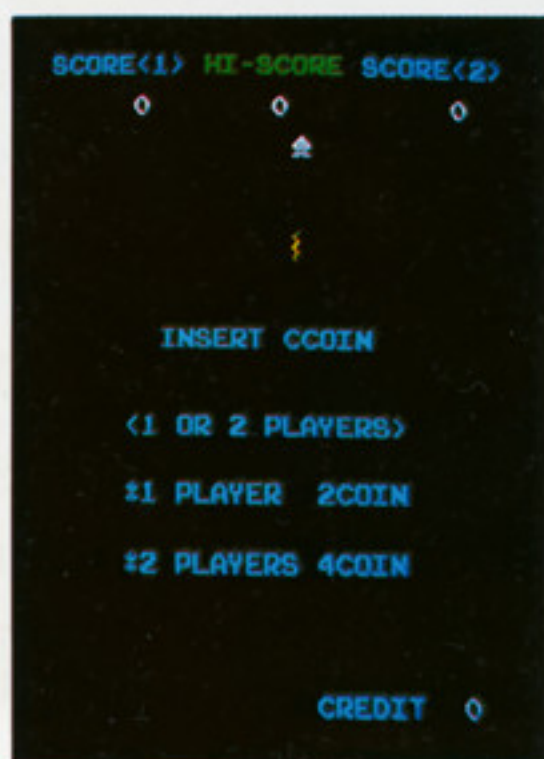 SCORE<1> HI-SCORE SCORE<2>
0 0 0
INSERT CCOIN
<1 OR 2 PLAYERS>
*1 PLAYER 2COIN
*2 PLAYERS 4COIN
CREDIT 0